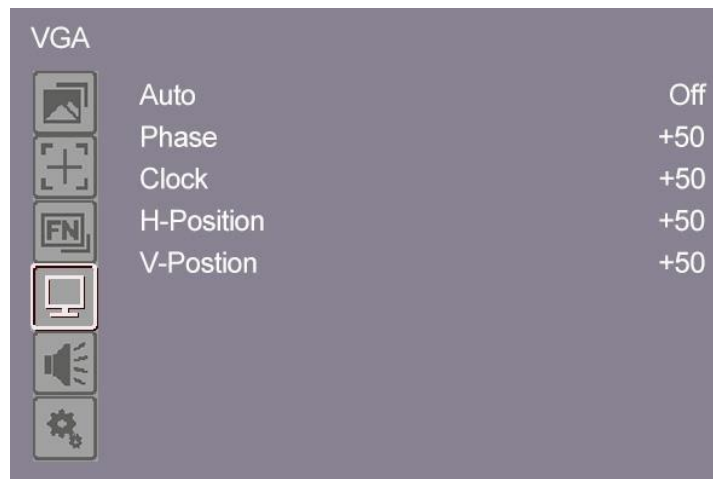 VGA
Auto Off
Phase +50
Clock +50
H-Position +50
FN
V-Postion +50